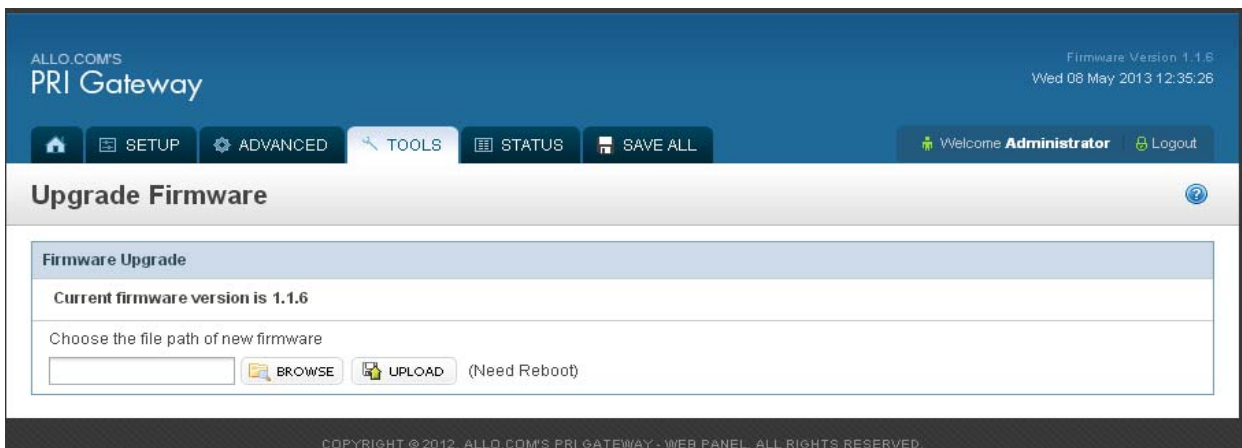 ALLO.COM'S
PRI Gateway
Firmware Version 1.1.6
Wed 08 May 2013 12:35:26
SETUP ADVANCED TOOLS STATUS SAVE ALL Welcome Administrator Logout
Upgrade Firmware
?
Firmware Upgrade
Current firmware version is 1.1.6
Choose the file path of new firmware
BROWSE UPLOAD (Need Reboot)
COPYRIGHT © 2012. ALLO.COM'S PRI GATEWAY - WEB PANEL. ALL RIGHTS RESERVED.